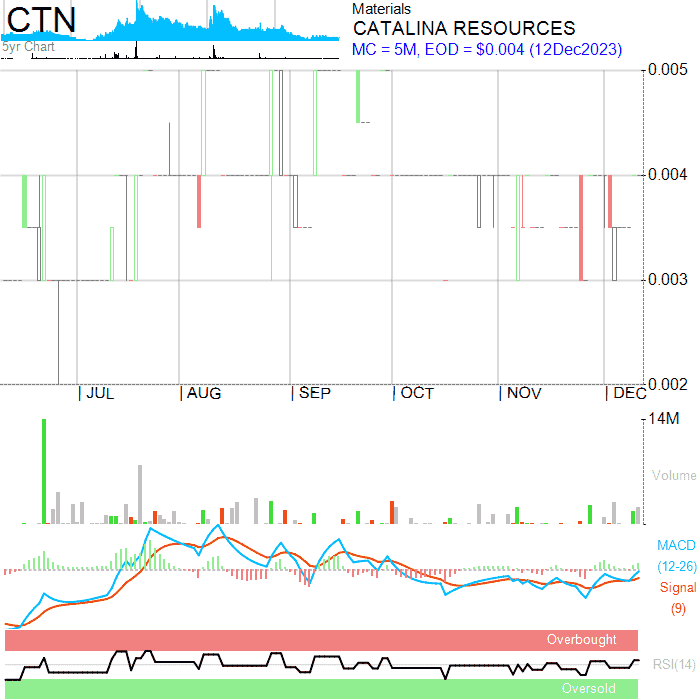 CTN
5yr Chart
Materials
CATALINA RESOURCES
MC = 5M, EOD = $0.004 (12Dec2023)
0.005
0.004
0.003
0.002
JUL
AUG
SEP
OCT
NOV
DEC
14M
Volume
MACD
(12-26)
Signal
(9)
Overbought
RSI(14)
Oversold